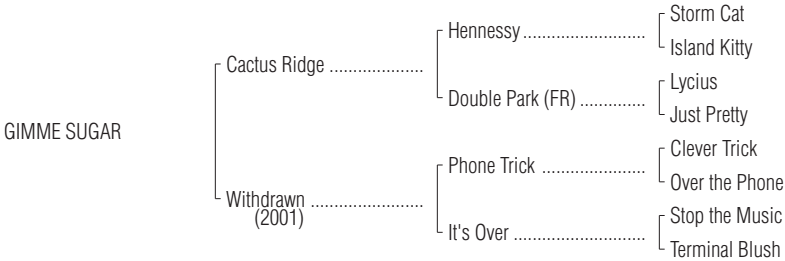 Storm Cat
Hennessy ..........................
Island Kitty
Cactus Ridge ....................
Lycius
Double Park (FR) ..............
Just Pretty
GIMME SUGAR
Clever Trick
Phone Trick ......................
Over the Phone
Withdrawn ........................
(2001)
Stop the Music
It's Over ............................
Terminal Blush